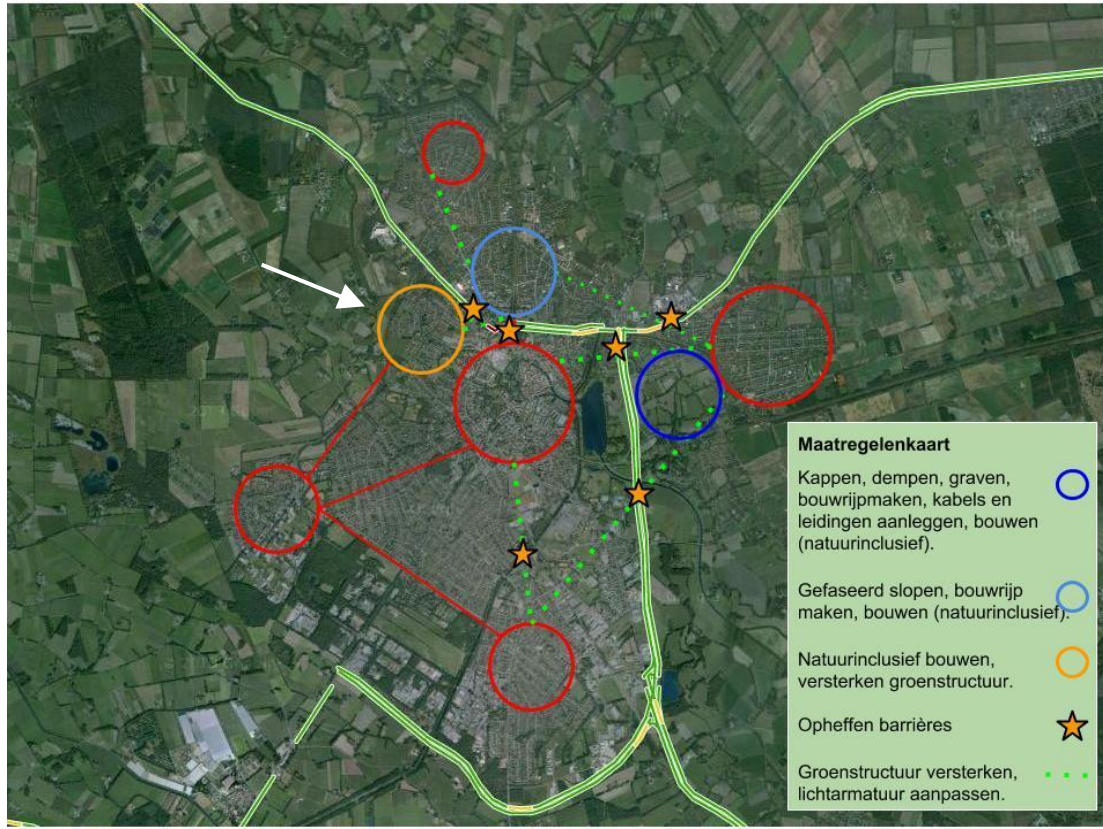 Maatregelenkaart
Kappen, dempen, graven,
bouwrijpmaken, kabels en
leidingen aanleggen, bouwen
(natuurinclusief).
Gefaseerd slopen, bouwrijp
maken, bouwen (natuurinclusief).
Natuurinclusief bouwen,
versterken groenstructuur.
Opheffen barrières
Groenstructuur versterken,
lichtarmatuur aanpassen.